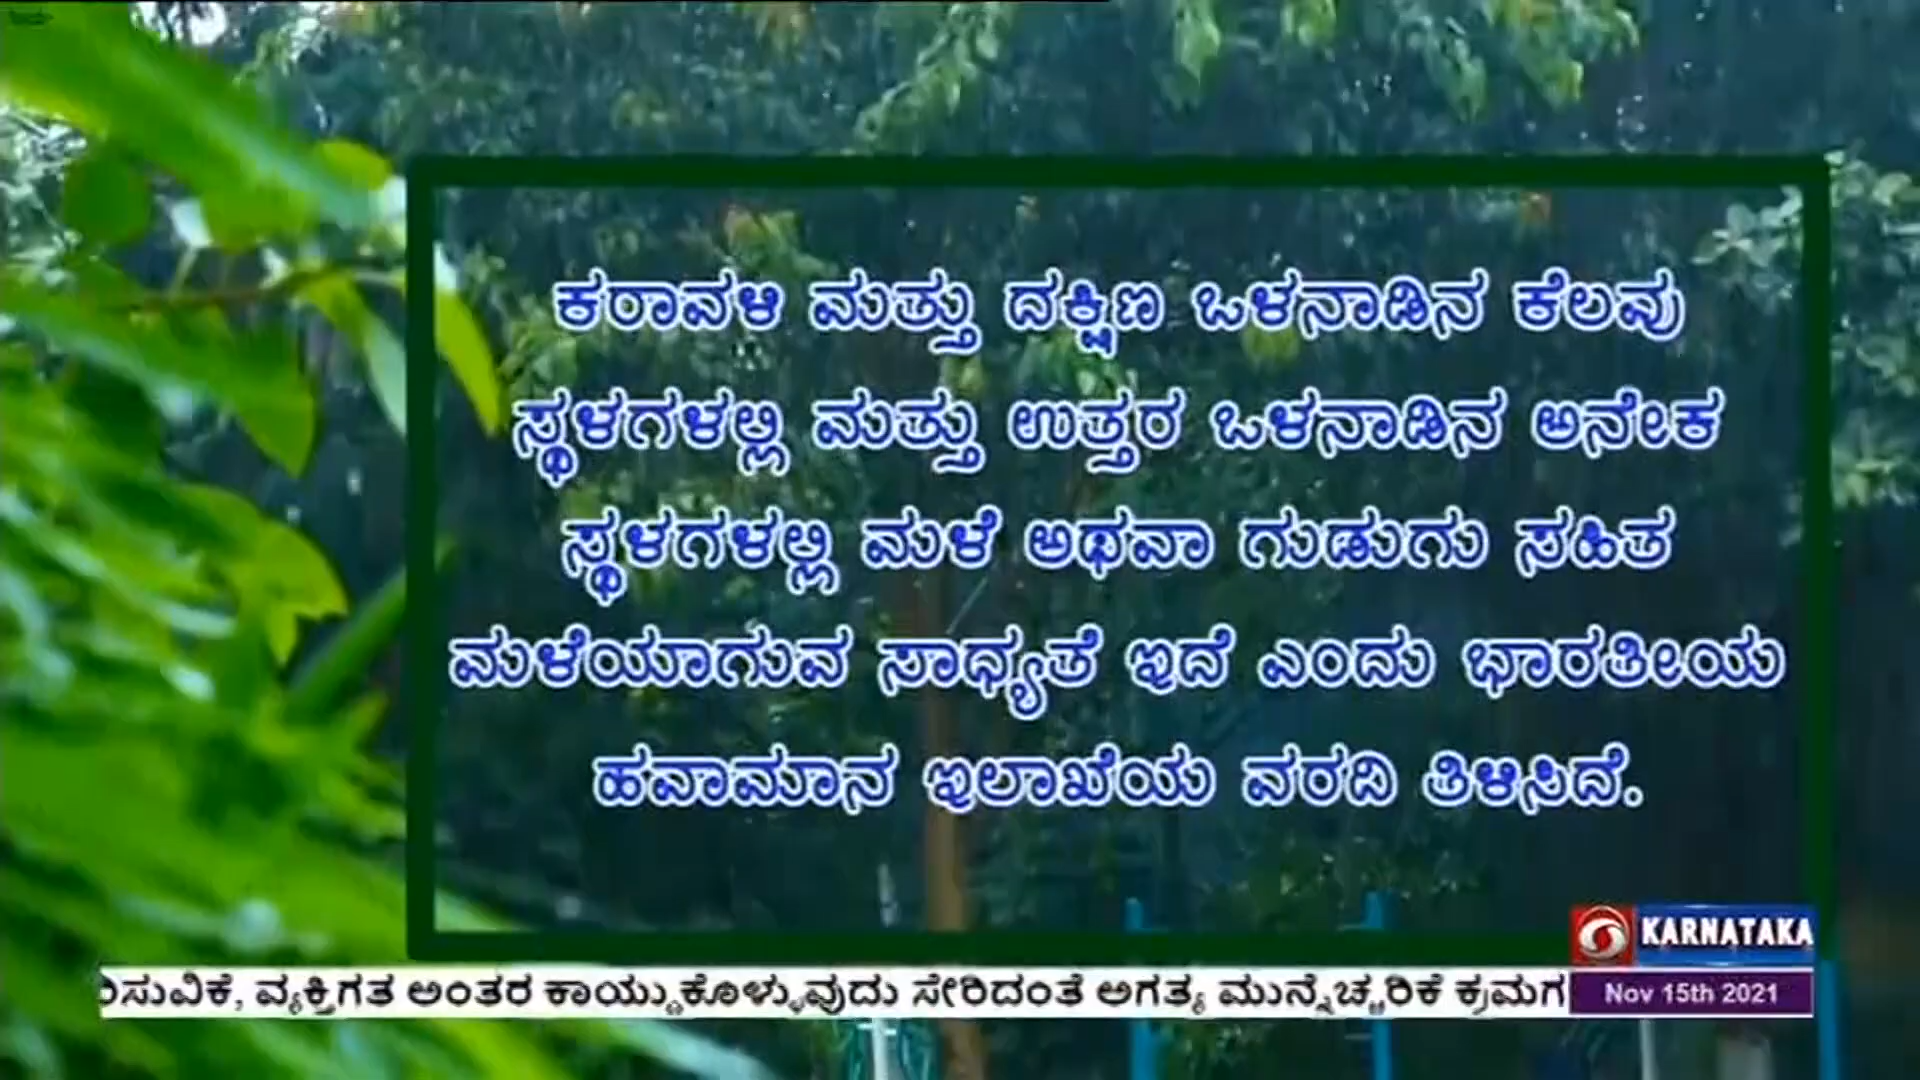 ಕರಾವಳಿ ಮತ್ತು ದಕ್ಷಿಣ ಒಳನಾಡಿನ ಕೆಲವು
ಸ್ಥಳಗಳಲ್ಲಿ ಮತ್ತು ಉತ್ತರ ಒಳನಾಡಿನ ಅನೇಕ
ಸ್ಥಳಗಳಲ್ಲಿ ಮಳೆ ಅಥವಾ ಗುಡುಗು ಸಹಿತ
ಮಳೆಯಾಗುವ ಸಾಧ್ಯತೆ ಇದೆ ಎಂದು ಭಾರತೀಯ
ಹವಾಮಾನ ಇಲಾಖೆಯ ವರದಿ ತಿಳಿಸಿದೆ.
KARNATAKA
ವ್ಯಕ್ತಿಗತ ಅಂತರ ಕಾಯ್ದುಕೊಳ್ಳುವುದು ಸೇರಿದಂತೆ ಅಗತ್ಯ ಮುನ್ನೆಚ್ಚರಿಕೆ ಕ್ರಮಗ
Nov 15th 2021